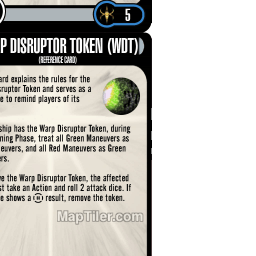 5
P DISRUPTOR TOKEN (WDT)
(REFERENCE CARD)
ard explains the rules for the
sruptor Token and serves as a
e to remind players of its
ship has the Warp Disruptor Token, during
ning Phase, treat all Green Maneuvers as
euvers, and all Red Maneuvers as Green
rs.
ve the Warp Disruptor Token, the affected
st take an Action and roll 2 attack dice. If
e shows a result, remove the token.
MapTiler.com